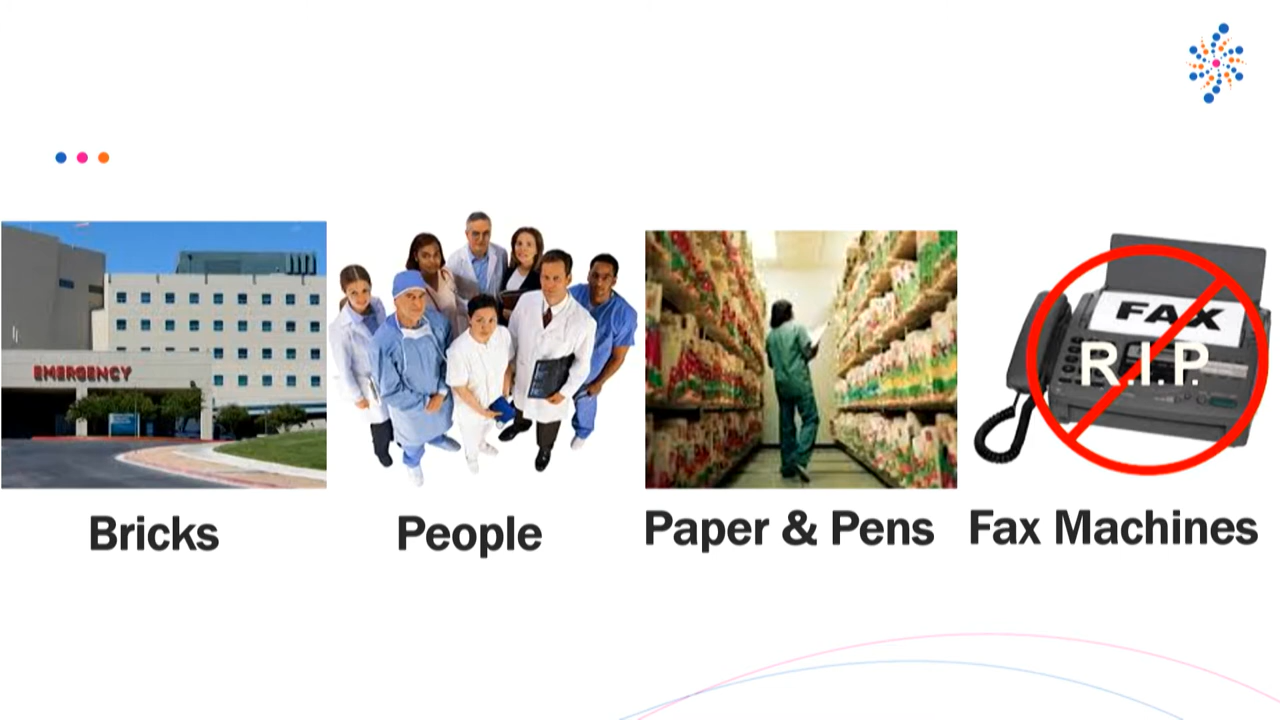 EMERGENCY
FAX
R.I.P.
Bricks
People
Paper & Pens
Fax Machines